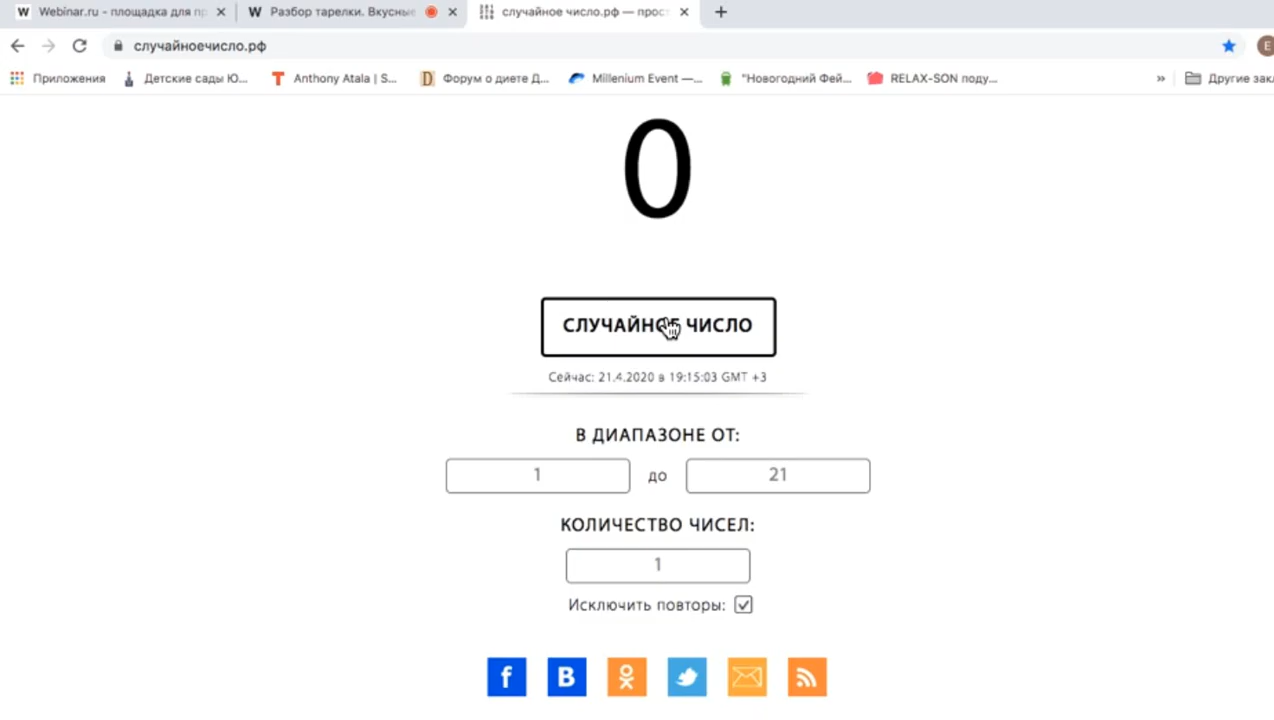 Webinar.ru - площадка для пр
Разбор тарелки. Вкусные
случайное число.рф — прос
случайноечисло.рф
E
Приложения
Детские сады Ю...
Anthony Atala | S...
Форум о диете Д...
Millenium Event —...
"Новогодний Фей...
RELAX-SON поду...
»
Другие зак
0
СЛУЧАЙНОЕ ЧИСЛО
Сейчас: 21.4.2020 в 19:15:03 GMT +3
В ДИАПАЗОНЕ ОТ:
1 до 21
КОЛИЧЕСТВО ЧИСЕЛ:
1
Исключить повторы: